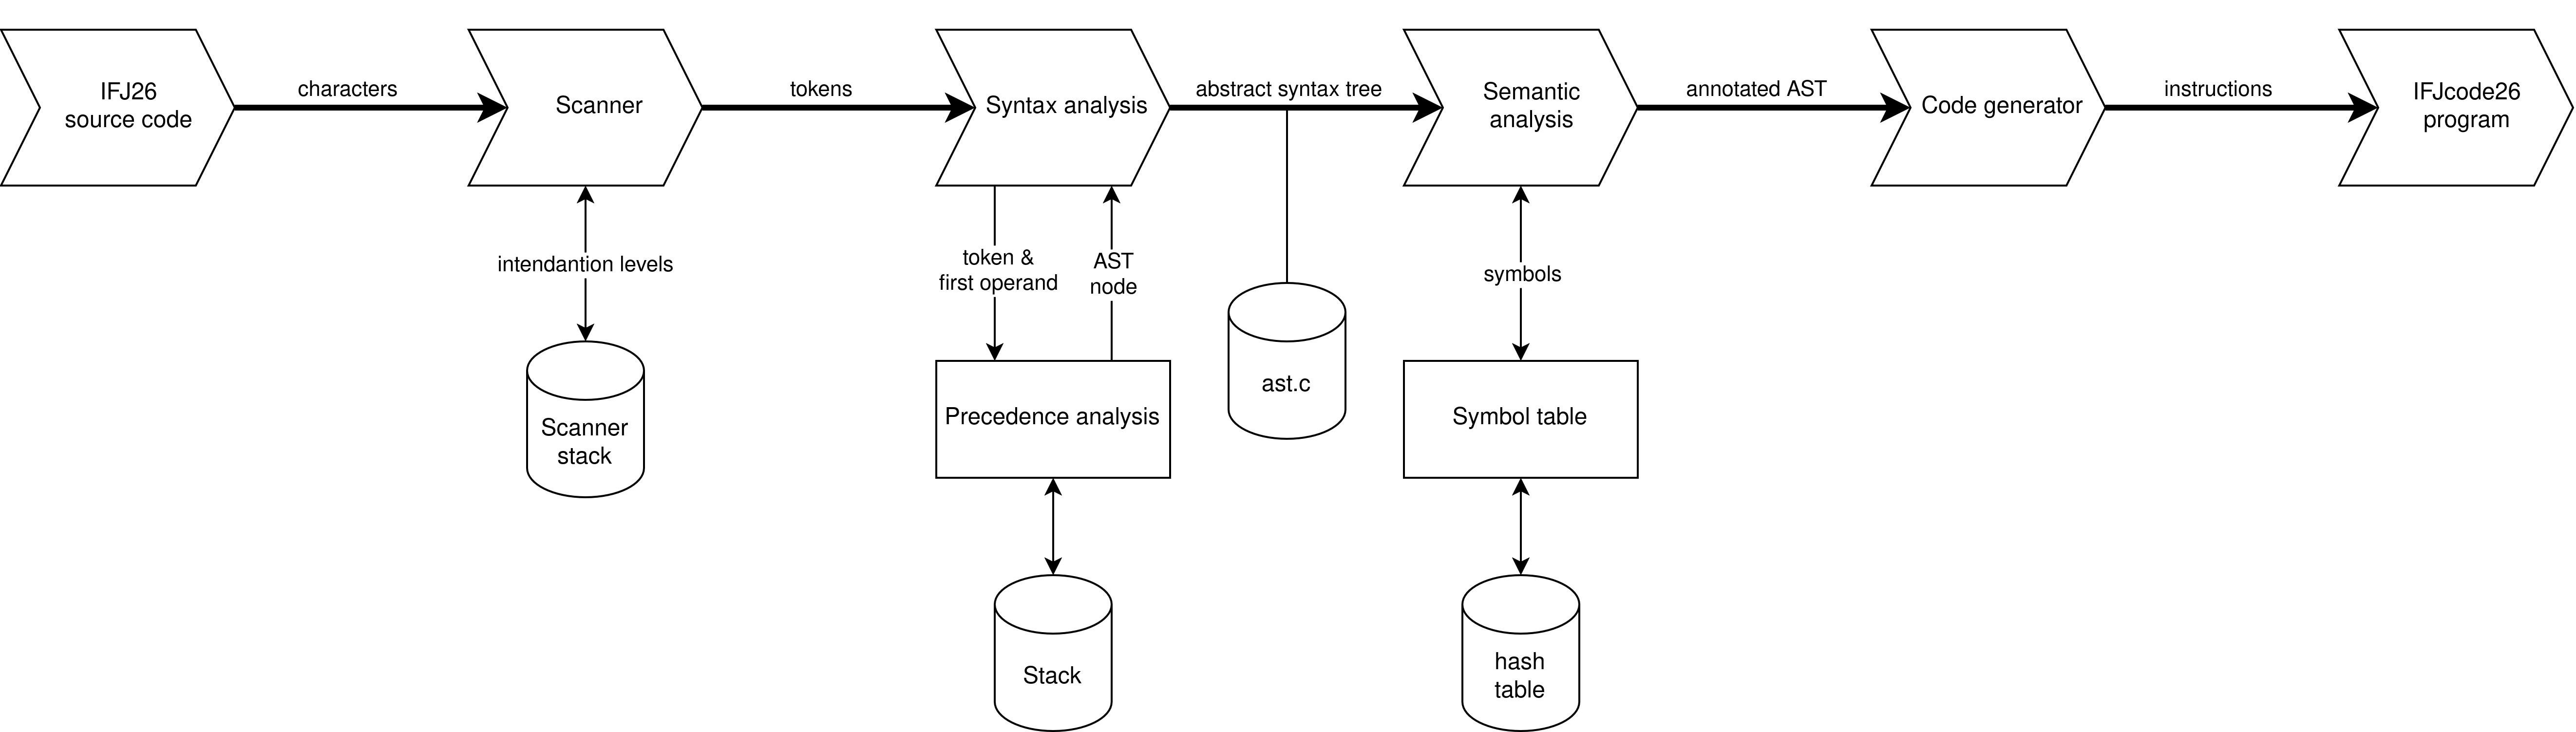 IFJ26
source code
characters
Scanner
tokens
Syntax analysis
abstract syntax tree
Semantic
analysis
annotated AST
Code generator
instructions
IFJcode26
program
intendantion levels
token &
first operand
AST
node
symbols
Scanner
stack
Precedence analysis
ast.c
Symbol table
Stack
hash
table